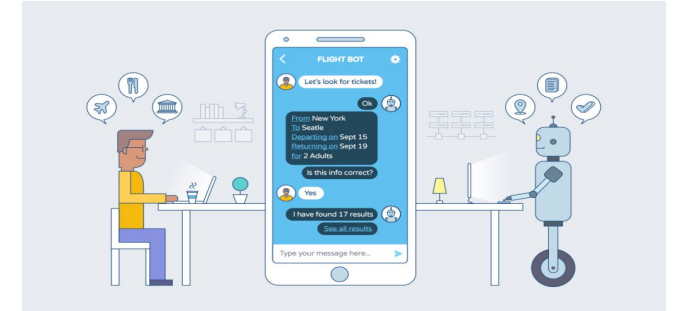 FLIGHT BOT
Let's look for tickets!
Ok
From New York
To Seatle
Departing on Sept 15
Returning on Sept 19
for 2 Adults
Is this info correct?
Yes
I have found 17 results
See all results
Type your message here...